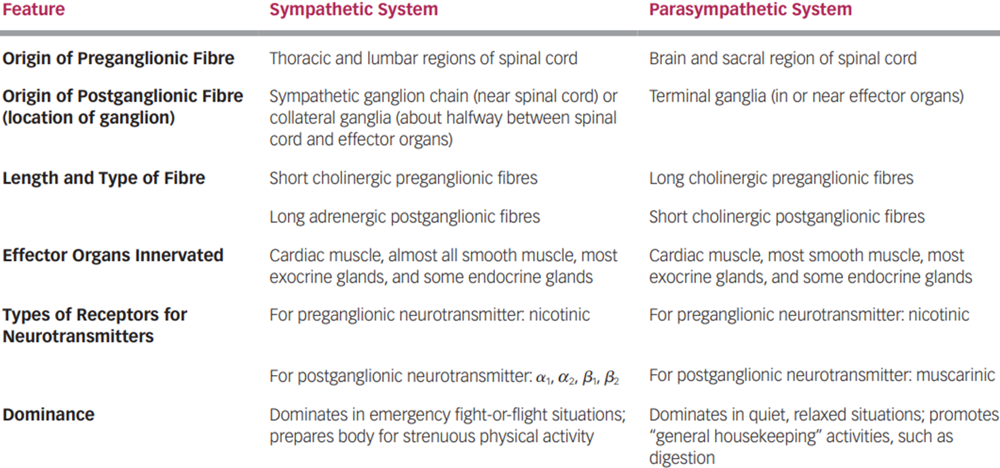 Feature Sympathetic System Parasympathetic System
Origin of Preganglionic Fibre Thoracic and lumbar regions of spinal cord Brain and sacral region of spinal cord
Origin of Postganglionic Fibre Sympathetic ganglion chain (near spinal cord) or Terminal ganglia (in or near effector organs)
(location of ganglion) collateral ganglia (about halfway between spinal
cord and effector organs)
Length and Type of Fibre Short cholinergic preganglionic fibres Long cholinergic preganglionic fibres
Long adrenergic postganglionic fibres Short cholinergic postganglionic fibres
Effector Organs Innervated Cardiac muscle, almost all smooth muscle, most Cardiac muscle, most smooth muscle, most
exocrine glands, and some endocrine glands exocrine glands, and some endocrine glands
Types of Receptors for For preganglionic neurotransmitter: nicotinic For preganglionic neurotransmitter: nicotinic
Neurotransmitters
For postganglionic neurotransmitter: α₁, α₂, β₁, β₂ For postganglionic neurotransmitter: muscarinic
Dominance Dominates in emergency fight-or-flight situations; Dominates in quiet, relaxed situations; promotes
prepares body for strenuous physical activity “general housekeeping” activities, such as
digestion